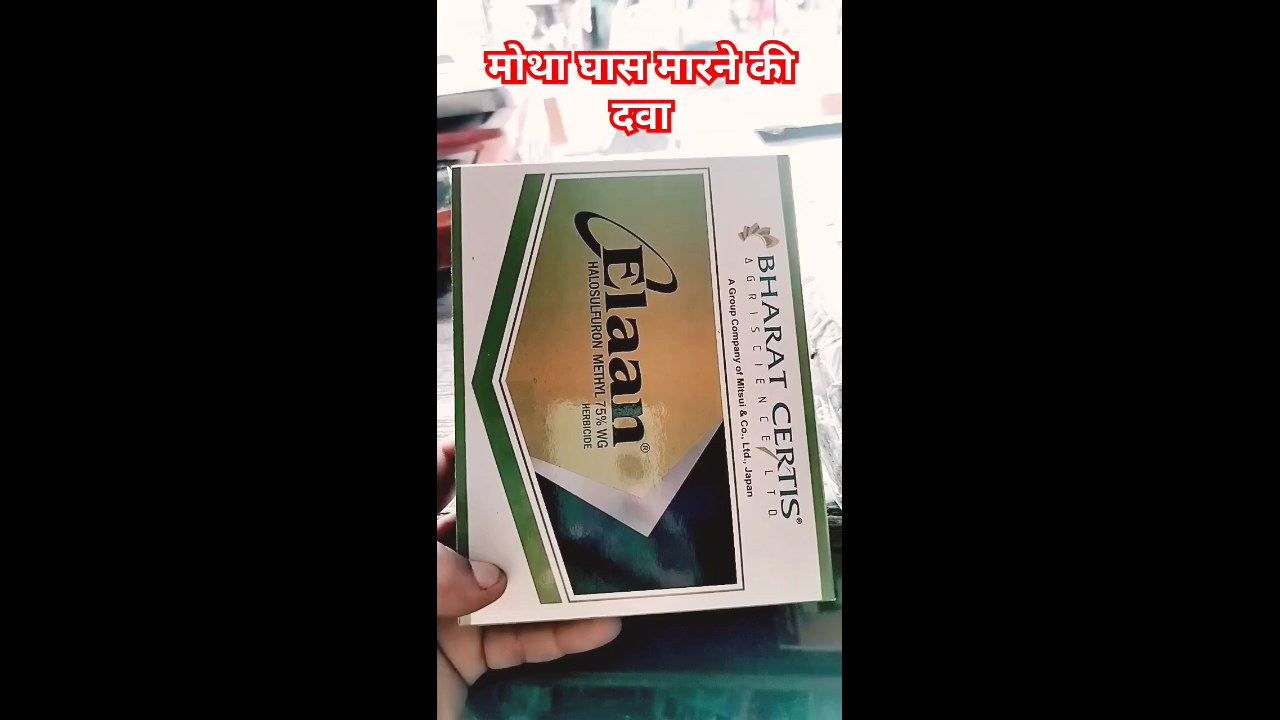 मोथा घास मारने की
दवा
BHARAT CERTIS®
AGRISCIENCE LTD.
A Group Company of Mitsui & Co., Ltd., Japan
Elaan®
HALOSULFURON METHYL 75% WG
HERBICIDE